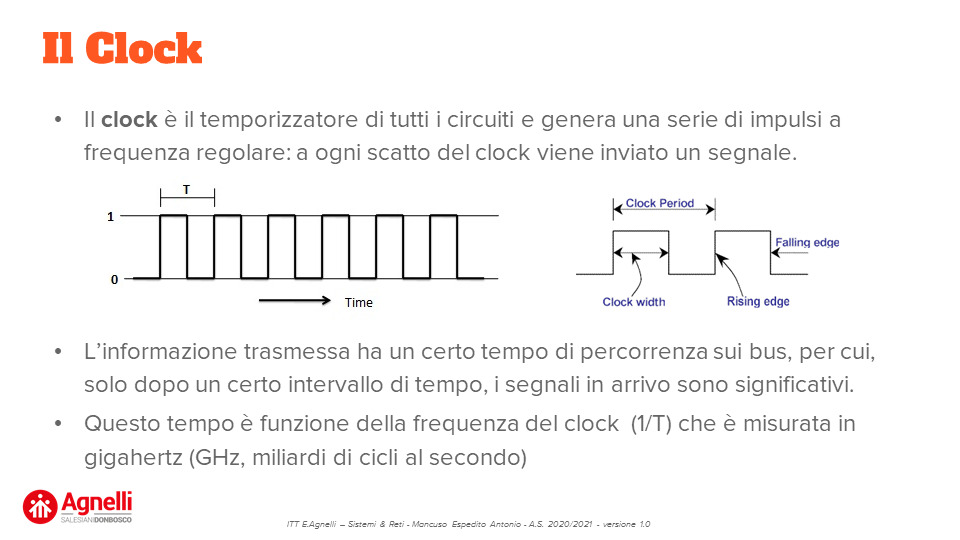 Il Clock
• Il clock è il temporizzatore di tutti i circuiti e genera una serie di impulsi a
frequenza regolare: a ogni scatto del clock viene inviato un segnale.
T
1
0
Time
Clock Period
Falling edge
Clock width
Rising edge
• L’informazione trasmessa ha un certo tempo di percorrenza sui bus, per cui,
solo dopo un certo intervallo di tempo, i segnali in arrivo sono significativi.
• Questo tempo è funzione della frequenza del clock (1/T) che è misurata in
gigahertz (GHz, miliardi di cicli al secondo)
Agnelli
SALESIANIDONBOSCO
ITT E.Agnelli – Sistemi & Reti - Mancuso Espedito Antonio - A.S. 2020/2021 - versione 1.0